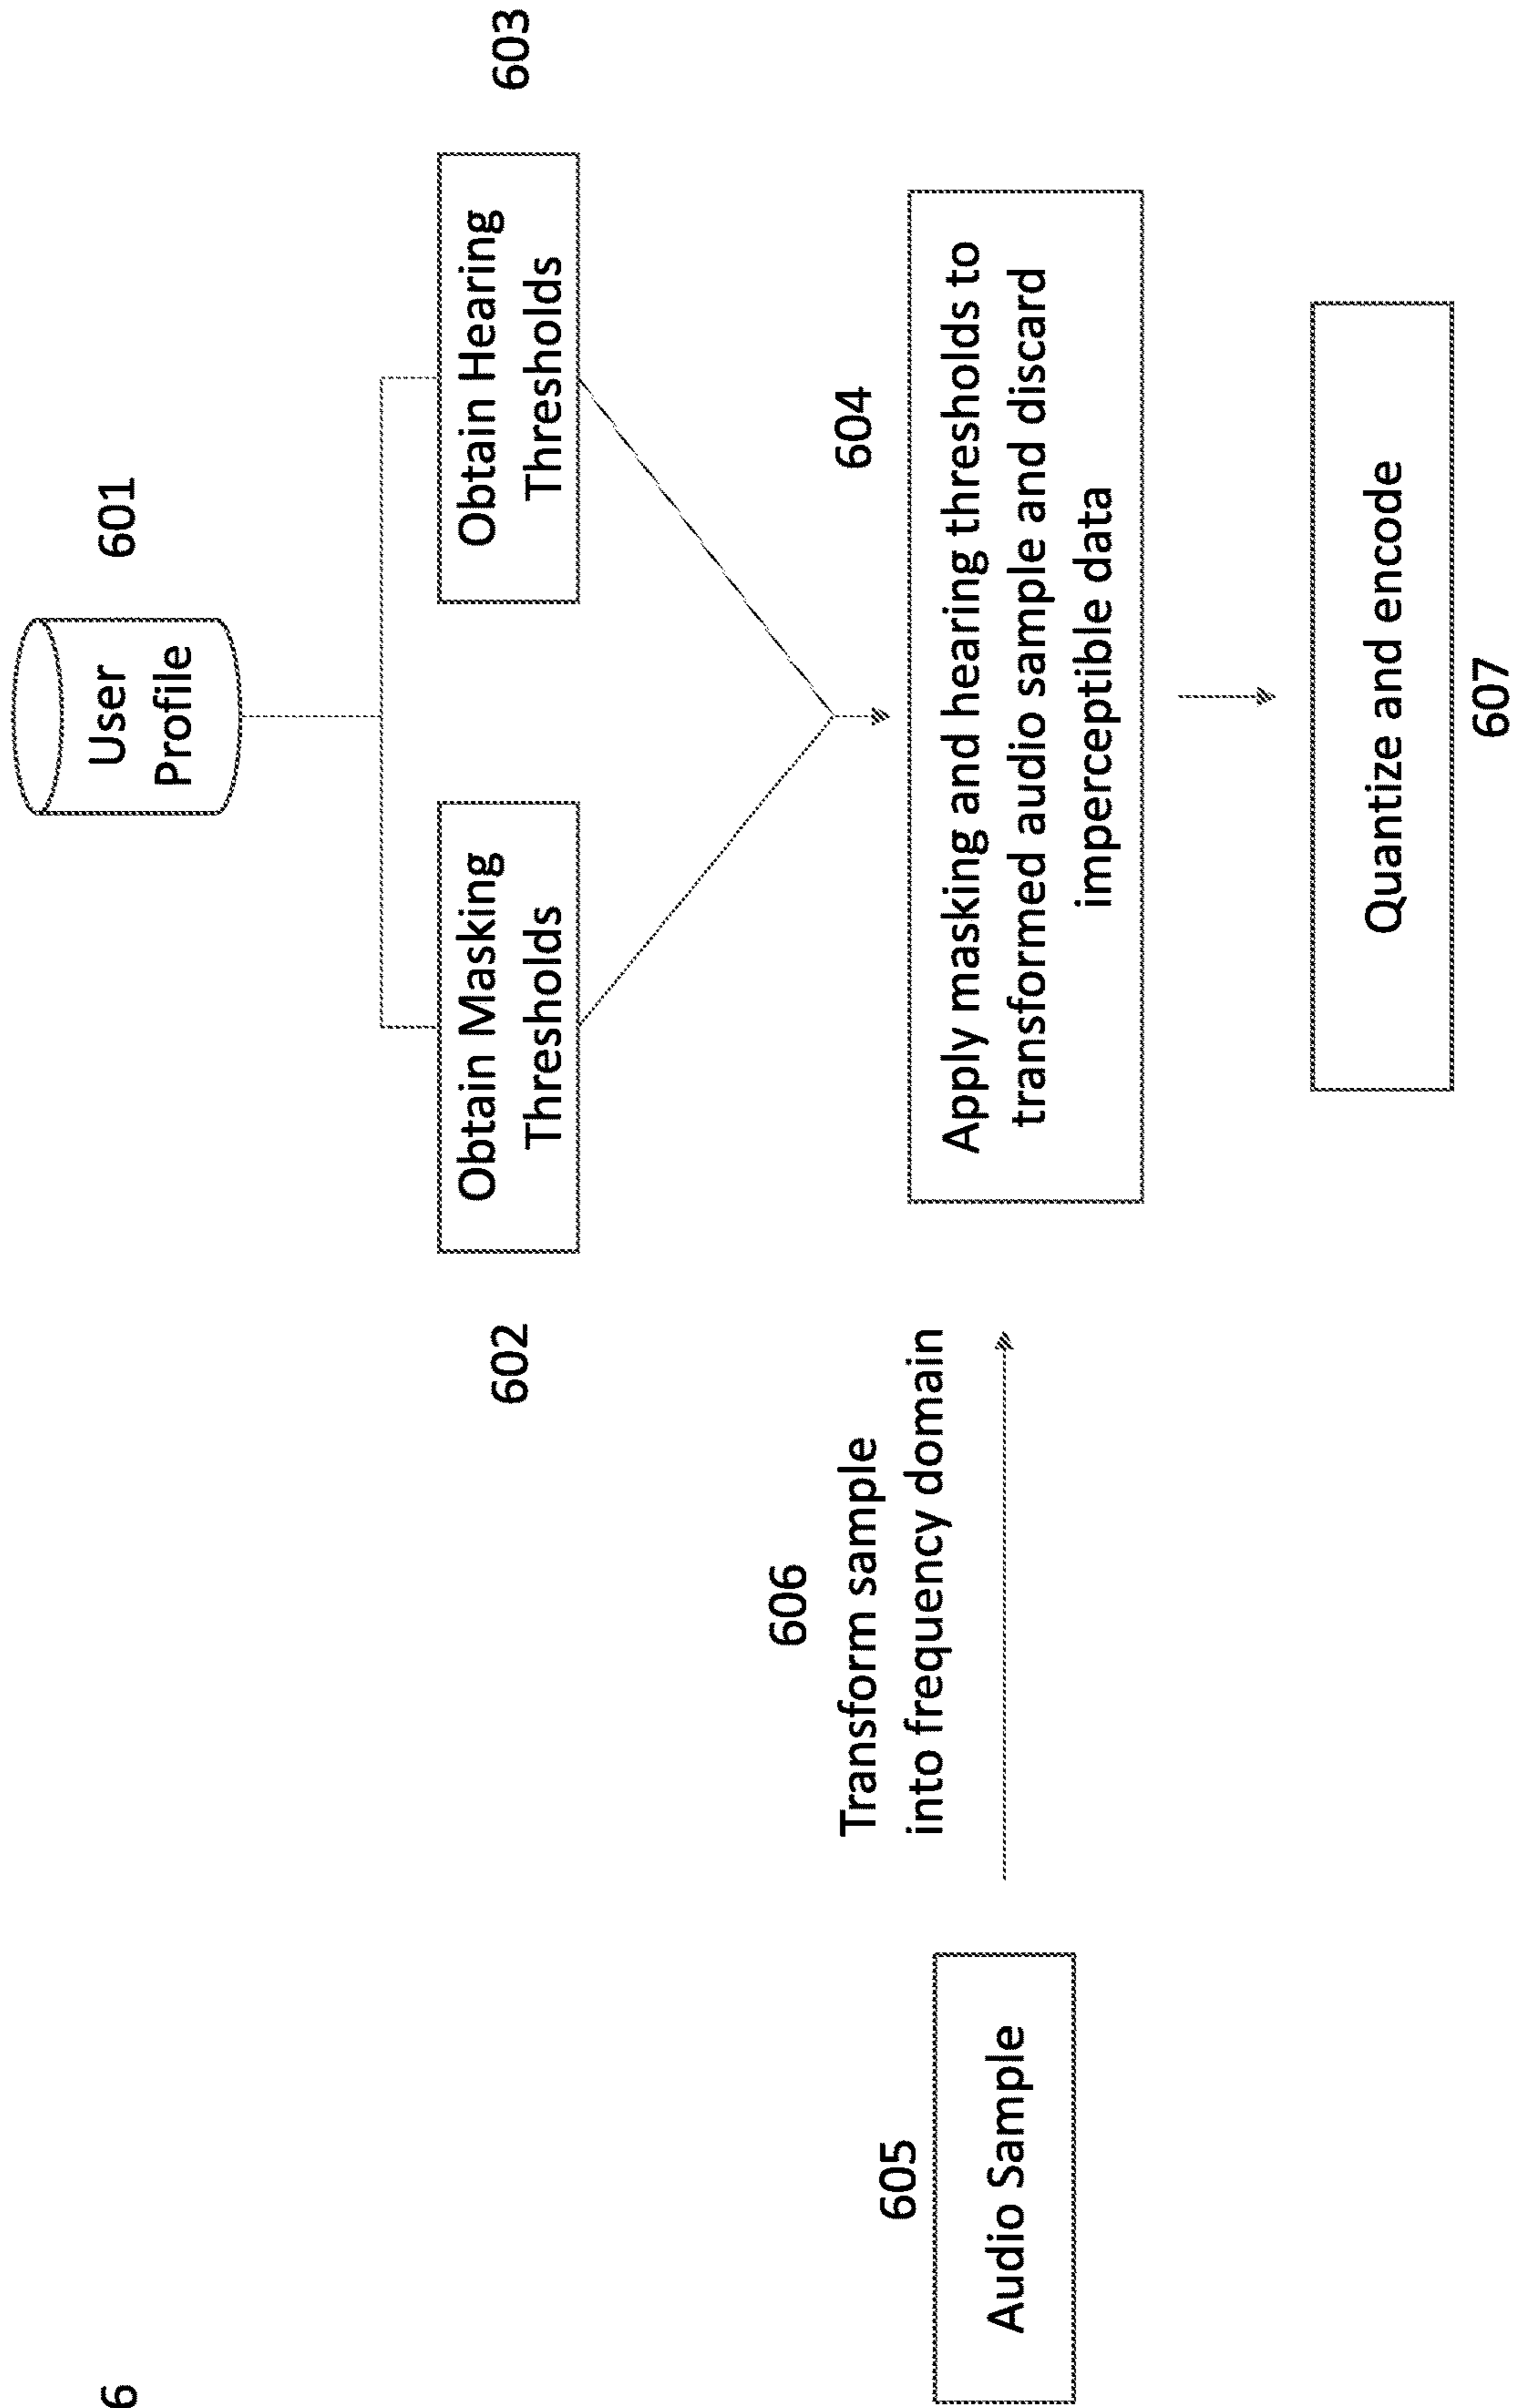 6
User
Profile
601
Obtain Masking
Thresholds
602
Obtain Hearing
Thresholds
603
606
Transform sample
into frequency domain
604
605
Audio Sample
Apply masking and hearing thresholds to
transformed audio sample and discard
imperceptible data
Quantize and encode
607